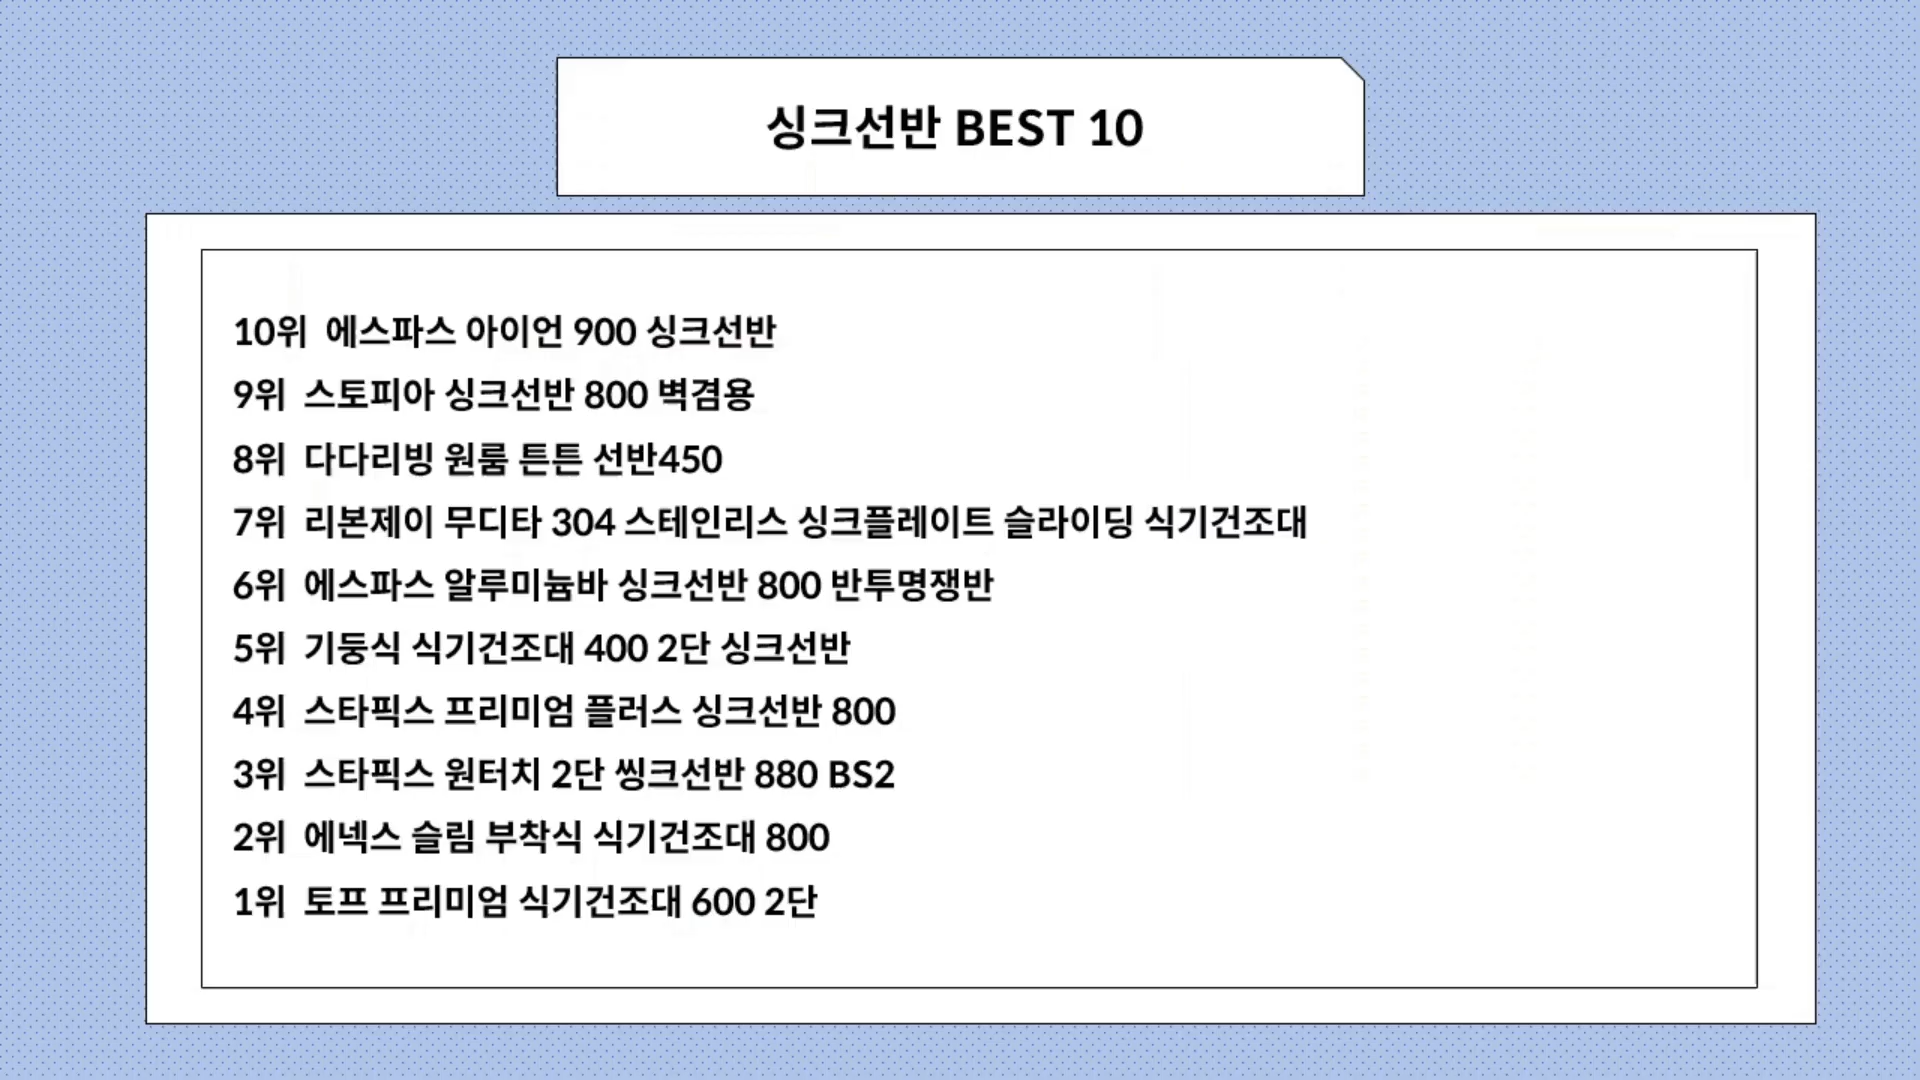 싱크선반 BEST 10
10위 에스파스 아이언 900 싱크선반
9위 스토피아 싱크선반 800 벽겸용
8위 다다리빙 원룸 튼튼 선반450
7위 리본제이 무디타 304 스테인리스 싱크플레이트 슬라이딩 식기건조대
6위 에스파스 알루미늄바 싱크선반 800 반투명쟁반
5위 기둥식 식기건조대 400 2단 싱크선반
4위 스타픽스 프리미엄 플러스 싱크선반 800
3위 스타픽스 원터치 2단 씽크선반 880 BS2
2위 에넥스 슬림 부착식 식기건조대 800
1위 토프 프리미엄 식기건조대 600 2단